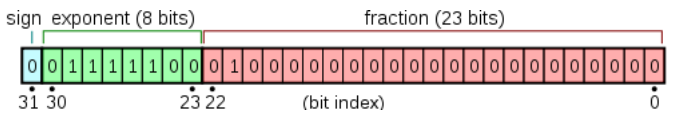 sign exponent (8 bits) fraction (23 bits)
0 0 1 1 1 1 1 0 0 0 1 0 0 0 0 0 0 0 0 0 0 0 0 0 0 0 0 0 0 0 0 0
31 30 23 22 (bit index) 0